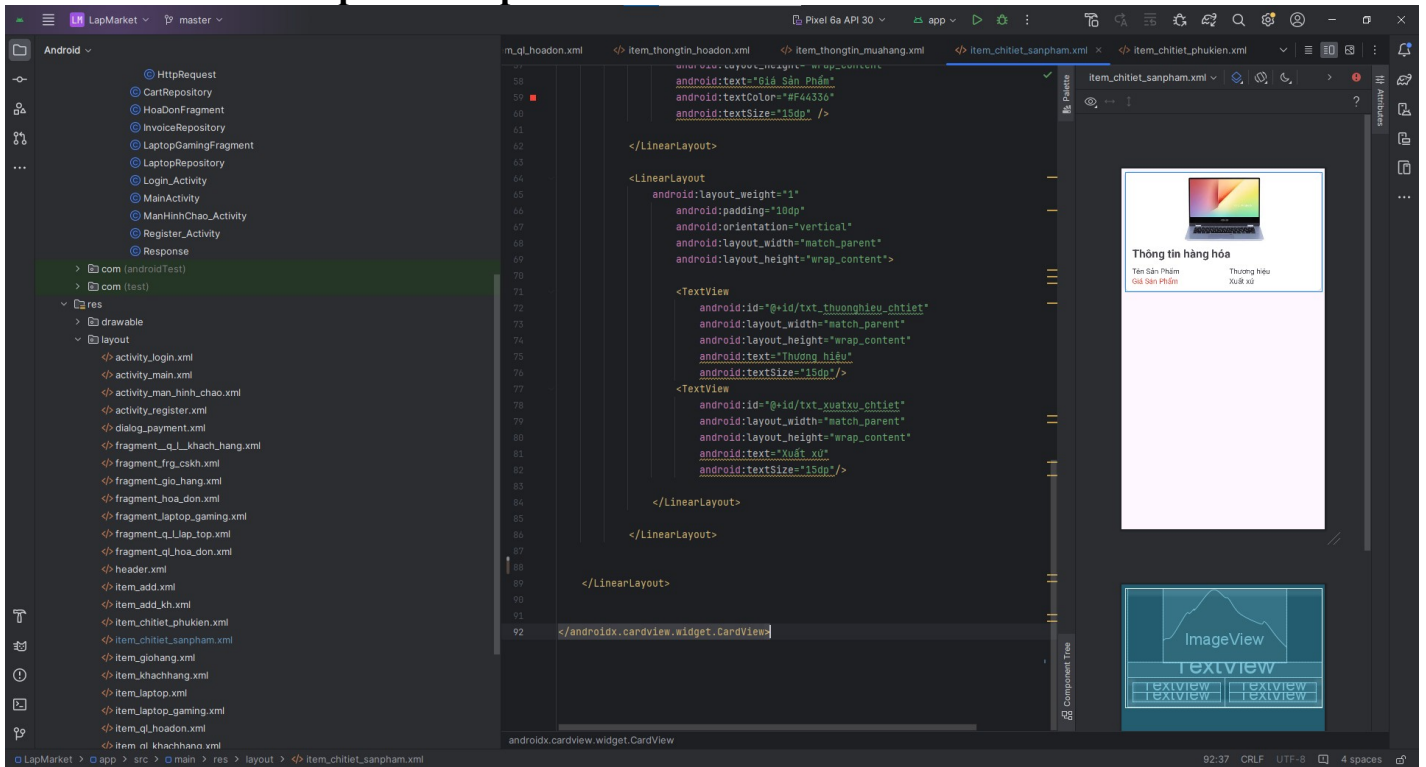 LM LapMarket master Pixel 6a API 30 app
Android
m_ql_hoadon.xml item_thongtin_hoadon.xml item_thongtin_muahang.xml item_chitiet_sanpham.xml item_chitiet_phukien.xml
HttpRequest
CartRepository
HoaDonFragment
InvoiceRepository
LaptopGamingFragment
LaptopRepository
Login_Activity
MainActivity
ManHinhChao_Activity
Register_Activity
Response
com (androidTest)
com (test)
res
drawable
layout
activity_login.xml
activity_main.xml
activity_man_hinh_chao.xml
activity_register.xml
dialog_payment.xml
fragment__q_l__khach_hang.xml
fragment_frg_cskh.xml
fragment_gio_hang.xml
fragment_hoa_don.xml
fragment_laptop_gaming.xml
fragment_q_l_lap_top.xml
fragment_ql_hoa_don.xml
header.xml
item_add.xml
item_add_kh.xml
item_chitiet_phukien.xml
item_chitiet_sanpham.xml
item_giohang.xml
item_khachhang.xml
item_laptop.xml
item_laptop_gaming.xml
item_ql_hoadon.xml
item_ql_khachhang.xml
57 android:layout_height="wrap_content"
58 android:text="Giá Sản Phẩm"
59 android:textColor="#F44336"
60 android:textSize="15dp" />
61
62 </LinearLayout>
63
64 <LinearLayout
65 android:layout_weight="1"
66 android:padding="10dp"
67 android:orientation="vertical"
68 android:layout_width="match_parent"
69 android:layout_height="wrap_content">
70
71 <TextView
72 android:id="@+id/txt_thuonghieu_chtiet"
73 android:layout_width="match_parent"
74 android:layout_height="wrap_content"
75 android:text="Thương hiệu"
76 android:textSize="15dp"/>
77 <TextView
78 android:id="@+id/txt_xuatxu_chtiet"
79 android:layout_width="match_parent"
80 android:layout_height="wrap_content"
81 android:text="Xuất xứ"
82 android:textSize="15dp"/>
83
84 </LinearLayout>
85
86 </LinearLayout>
87
88
89 </LinearLayout>
90
91
92 </androidx.cardview.widget.CardView>
androidx.cardview.widget.CardView
Palette
Component Tree
item_chitiet_sanpham.xml
Attributes
Thông tin hàng hóa
Tên Sản Phẩm Thương hiệu
Giá Sản Phẩm Xuất xứ
ImageView
TextView
TextView TextView
TextView TextView
LapMarket > app > src > main > res > layout > item_chitiet_sanpham.xml
92:37 CRLF UTF-8 4 spaces